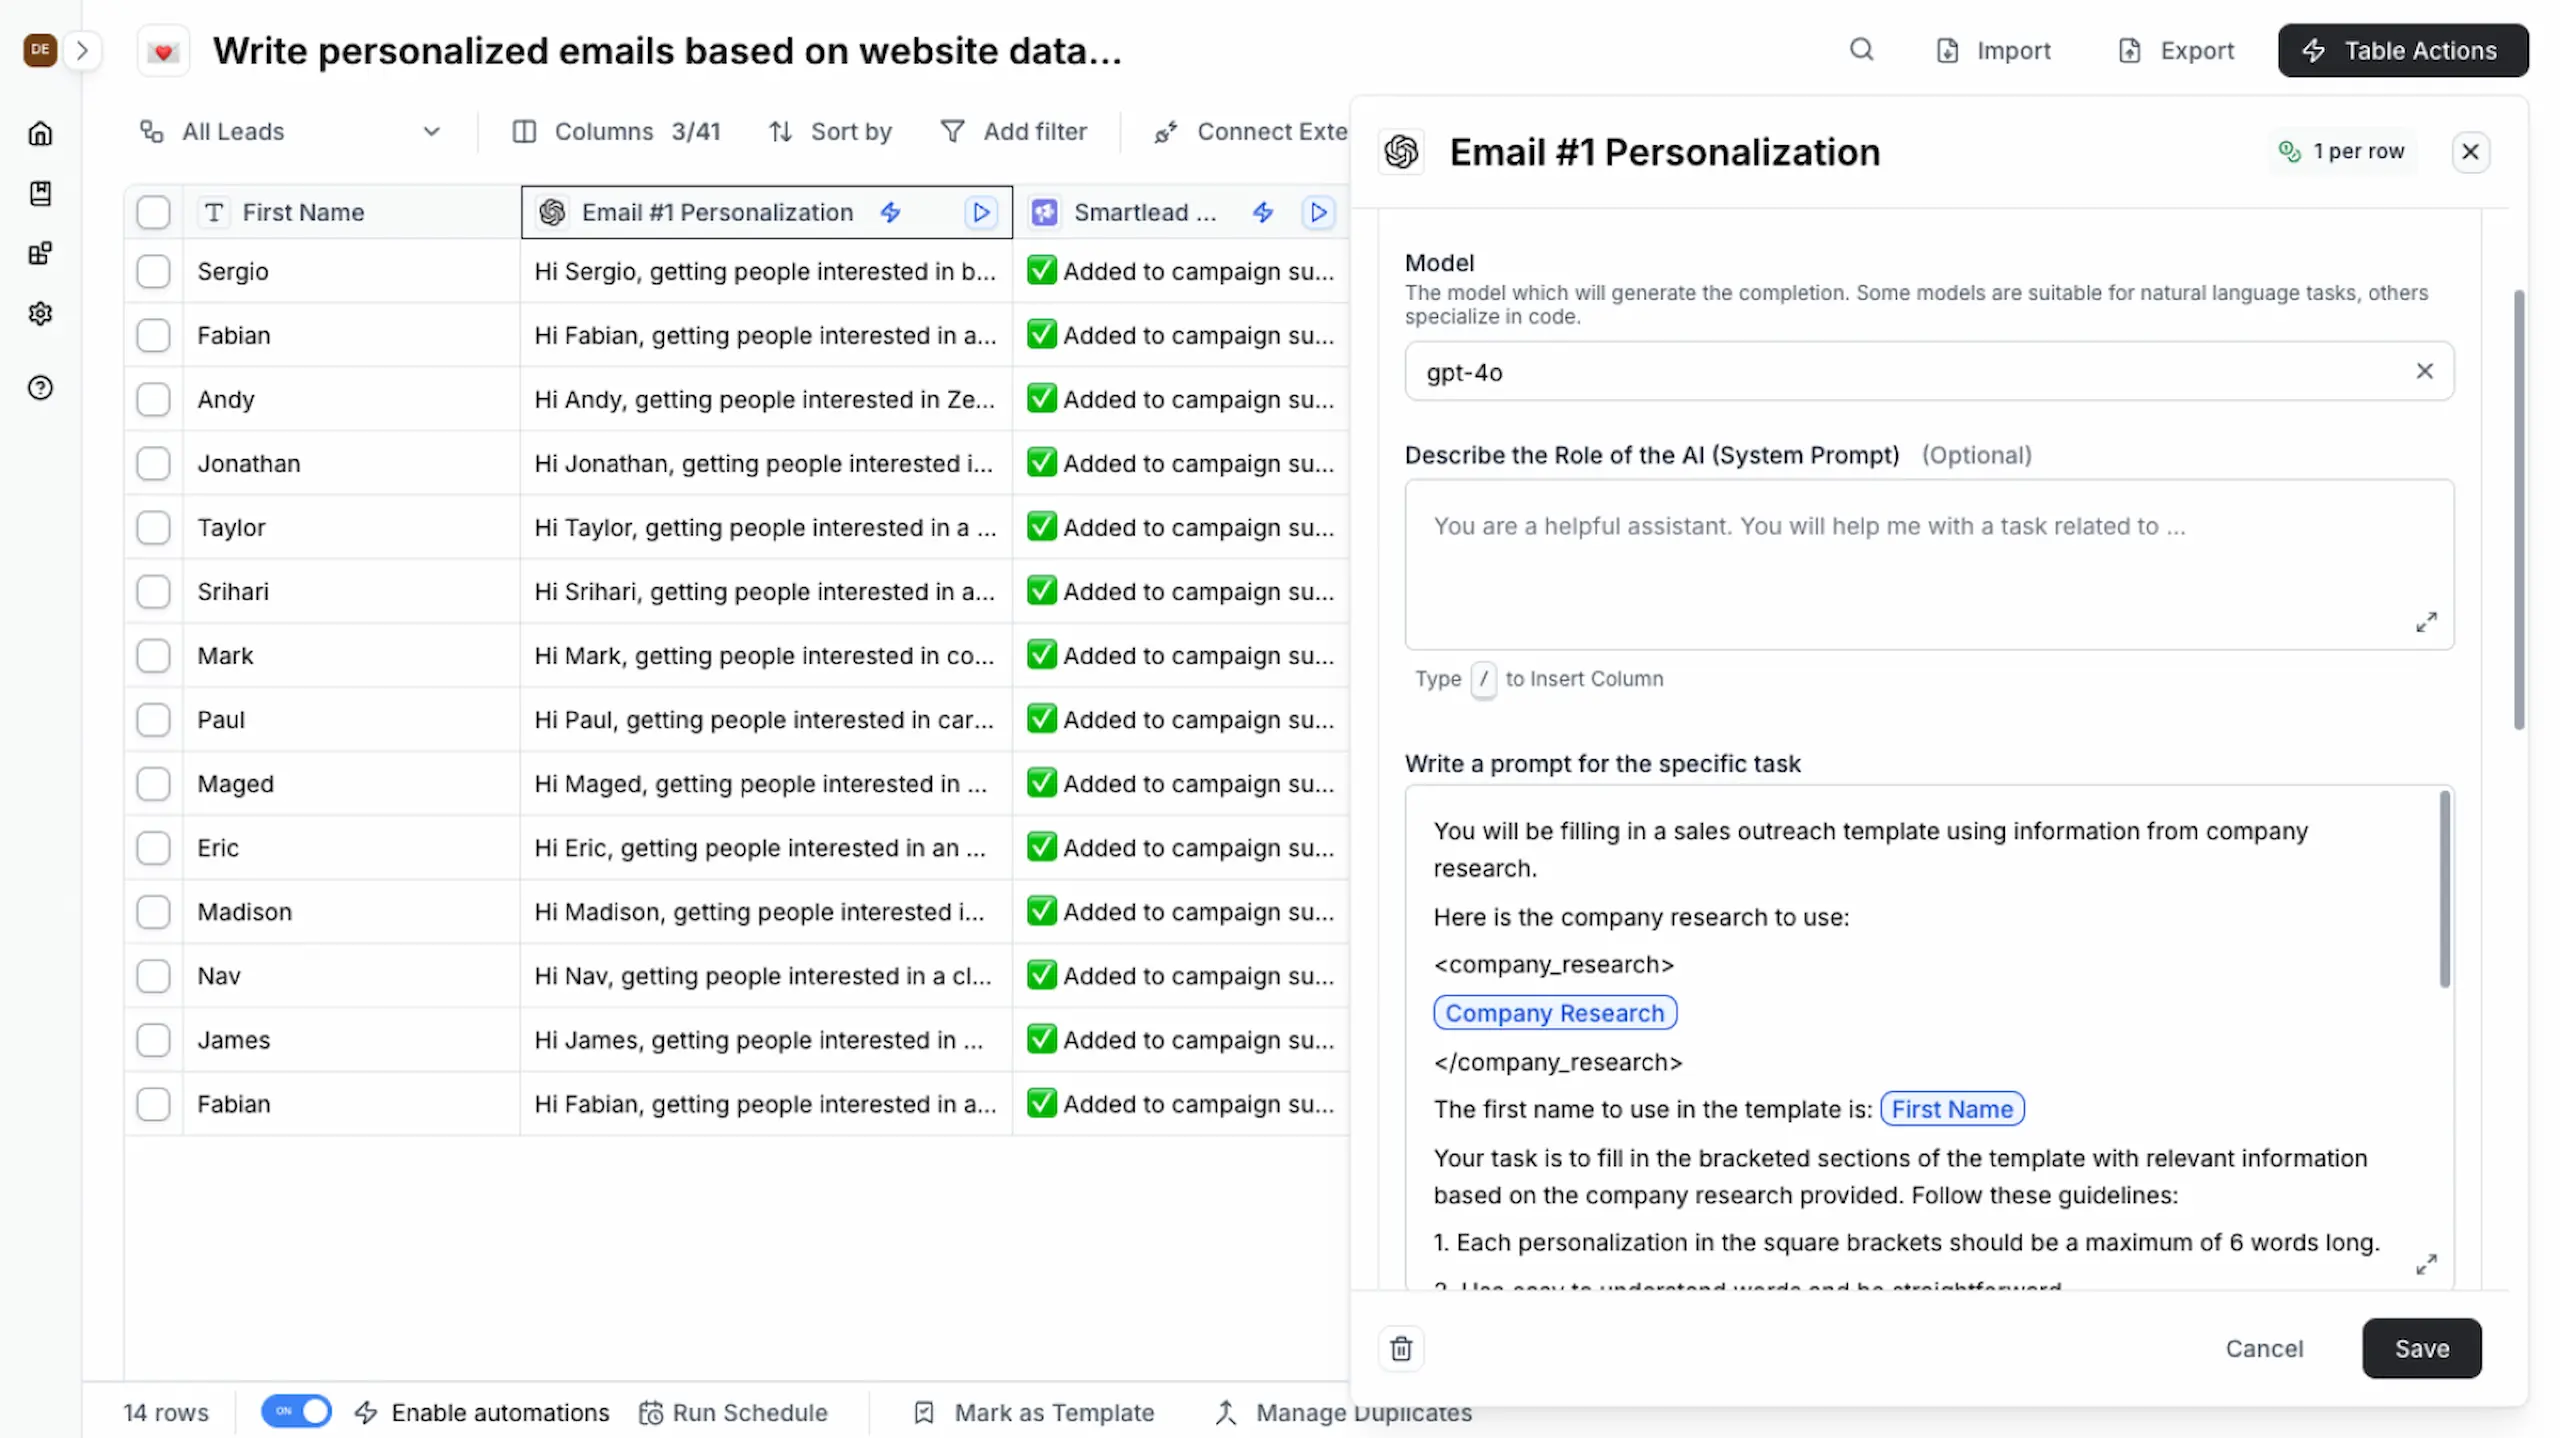 DE
Write personalized emails based on website data...
Import
Export
Table Actions
All Leads
Columns 3/41
Sort by
Add filter
Connect Exte
First Name
Email #1 Personalization
Smartlead ...
Sergio
Hi Sergio, getting people interested in b...
Added to campaign su...
Fabian
Hi Fabian, getting people interested in a...
Added to campaign su...
Andy
Hi Andy, getting people interested in Ze...
Added to campaign su...
Jonathan
Hi Jonathan, getting people interested i...
Added to campaign su...
Taylor
Hi Taylor, getting people interested in a ...
Added to campaign su...
Srihari
Hi Srihari, getting people interested in a...
Added to campaign su...
Mark
Hi Mark, getting people interested in co...
Added to campaign su...
Paul
Hi Paul, getting people interested in car...
Added to campaign su...
Maged
Hi Maged, getting people interested in ...
Added to campaign su...
Eric
Hi Eric, getting people interested in an ...
Added to campaign su...
Madison
Hi Madison, getting people interested i...
Added to campaign su...
Nav
Hi Nav, getting people interested in a cl...
Added to campaign su...
James
Hi James, getting people interested in ...
Added to campaign su...
Fabian
Hi Fabian, getting people interested in a...
Added to campaign su...
14 rows
ON
Enable automations
Run Schedule
Mark as Template
Manage Duplicates
Email #1 Personalization
1 per row
Model
The model which will generate the completion. Some models are suitable for natural language tasks, others
specialize in code.
gpt-4o
Describe the Role of the AI (System Prompt) (Optional)
You are a helpful assistant. You will help me with a task related to ...
Type / to Insert Column
Write a prompt for the specific task
You will be filling in a sales outreach template using information from company
research.
Here is the company research to use:
<company_research>
Company Research
</company_research>
The first name to use in the template is: First Name
Your task is to fill in the bracketed sections of the template with relevant information
based on the company research provided. Follow these guidelines:
1. Each personalization in the square brackets should be a maximum of 6 words long.
2. Use easy to understand words and be straightforward
Cancel
Save